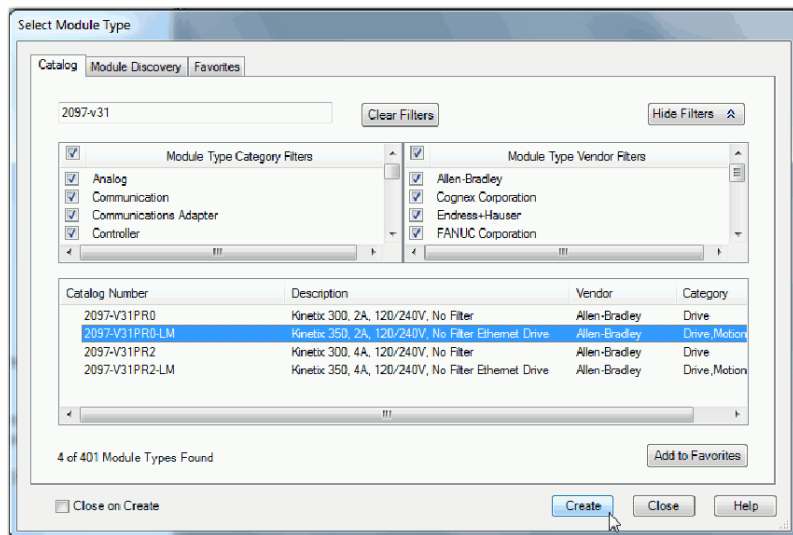 Select Module Type
Catalog Module Discovery Favorites
2097-v31 Clear Filters Hide Filters
Module Type Category Filters Module Type Vendor Filters
Analog Allen-Bradley
Communication Cognex Corporation
Communications Adapter Endress+Hauser
Controller FANUC Corporation
Catalog Number Description Vendor Category
2097-V31PR0 Kinetix 300, 2A, 120/240V, No Filter Allen-Bradley Drive
2097-V31PR0-LM Kinetix 350, 2A, 120/240V, No Filter Ethernet Drive Allen-Bradley Drive,Motion
2097-V31PR2 Kinetix 300, 4A, 120/240V, No Filter Allen-Bradley Drive
2097-V31PR2-LM Kinetix 350, 4A, 120/240V, No Filter Ethernet Drive Allen-Bradley Drive,Motion
4 of 401 Module Types Found Add to Favorites
Close on Create Create Close Help